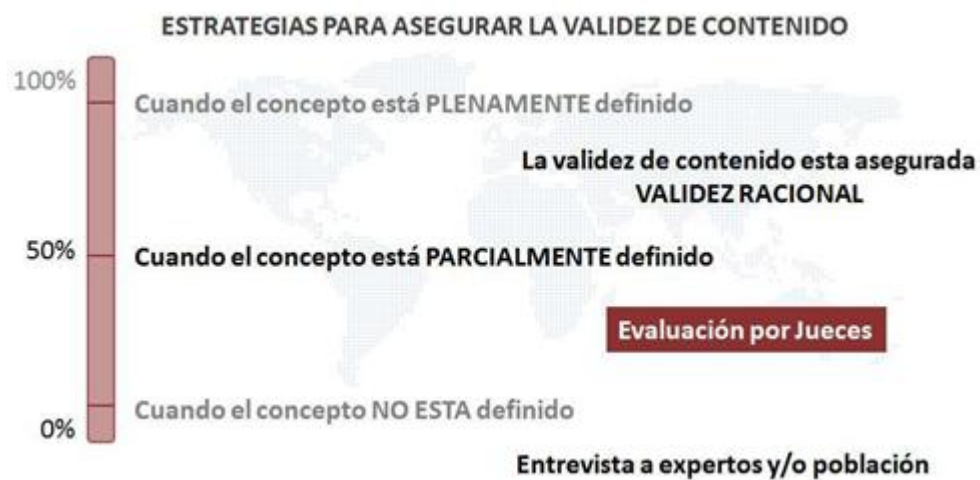 ESTRATEGIAS PARA ASEGURAR LA VALIDEZ DE CONTENIDO
100%
Cuando el concepto está PLENAMENTE definido
La validez de contenido esta asegurada
VALIDEZ RACIONAL
50%
Cuando el concepto está PARCIALMENTE definido
Evaluación por Jueces
Cuando el concepto NO ESTA definido
0%
Entrevista a expertos y/o población